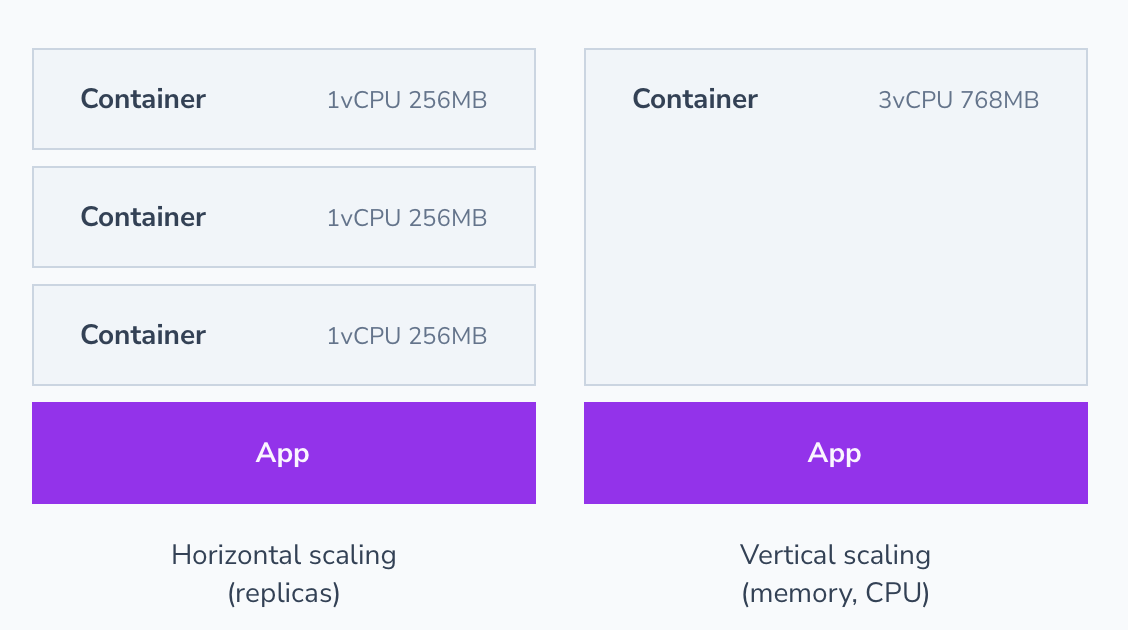 Container 1vCPU 256MB
Container 1vCPU 256MB
Container 1vCPU 256MB
App
Horizontal scaling
(replicas)
Container 3vCPU 768MB
App
Vertical scaling
(memory, CPU)